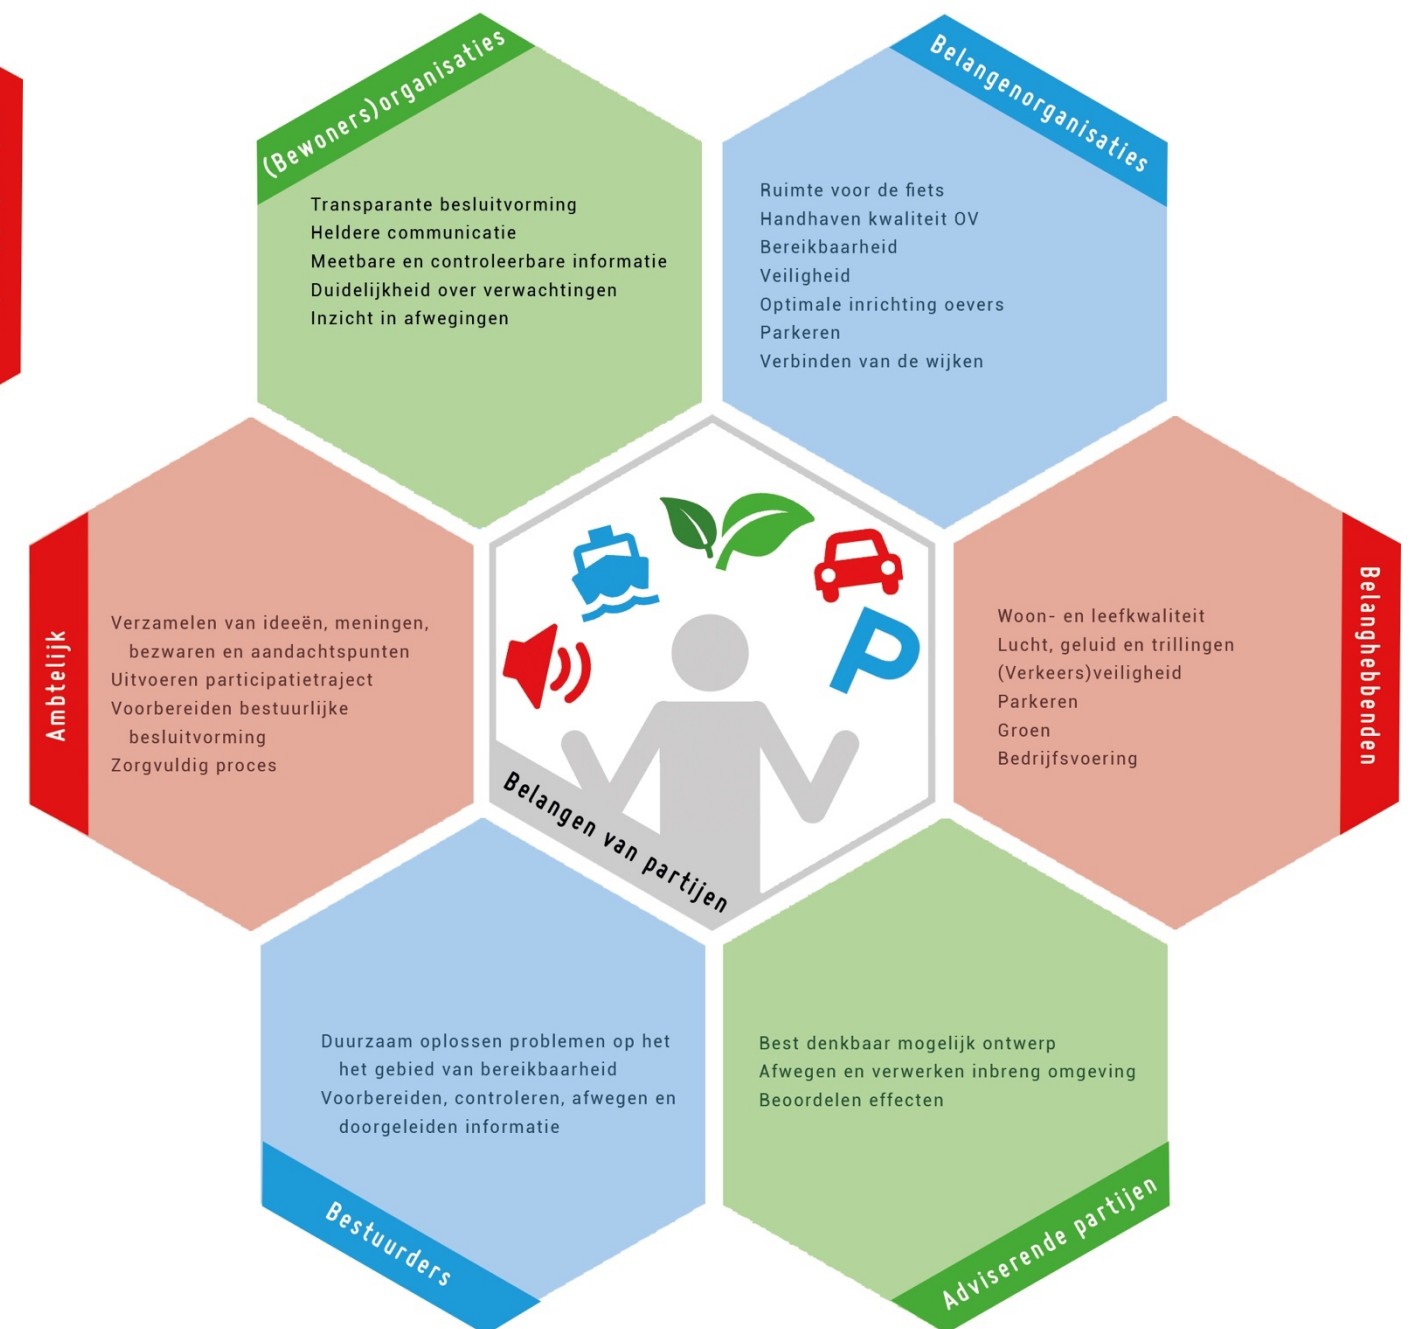 (Bewoners)organisaties
Transparante besluitvorming
Heldere communicatie
Meetbare en controleerbare informatie
Duidelijkheid over verwachtingen
Inzicht in afwegingen
Belangenorganisaties
Ruimte voor de fiets
Handhaven kwaliteit OV
Bereikbaarheid
Veiligheid
Optimale inrichting oevers
Parkeren
Verbinden van de wijken
Ambtelijk
Verzamelen van ideeën, meningen,
bezwaren en aandachtspunten
Uitvoeren participatietraject
Voorbereiden bestuurlijke
besluitvorming
Zorgvuldig proces
P
Belangen van partijen
Belanghebbenden
Woon- en leefkwaliteit
Lucht, geluid en trillingen
(Verkeers)veiligheid
Parkeren
Groen
Bedrijfsvoering
Duurzaam oplossen problemen op het
het gebied van bereikbaarheid
Voorbereiden, controleren, afwegen en
doorgeleiden informatie
Bestuurders
Best denkbaar mogelijk ontwerp
Afwegen en verwerken inbreng omgeving
Beoordelen effecten
Adviserende partijen